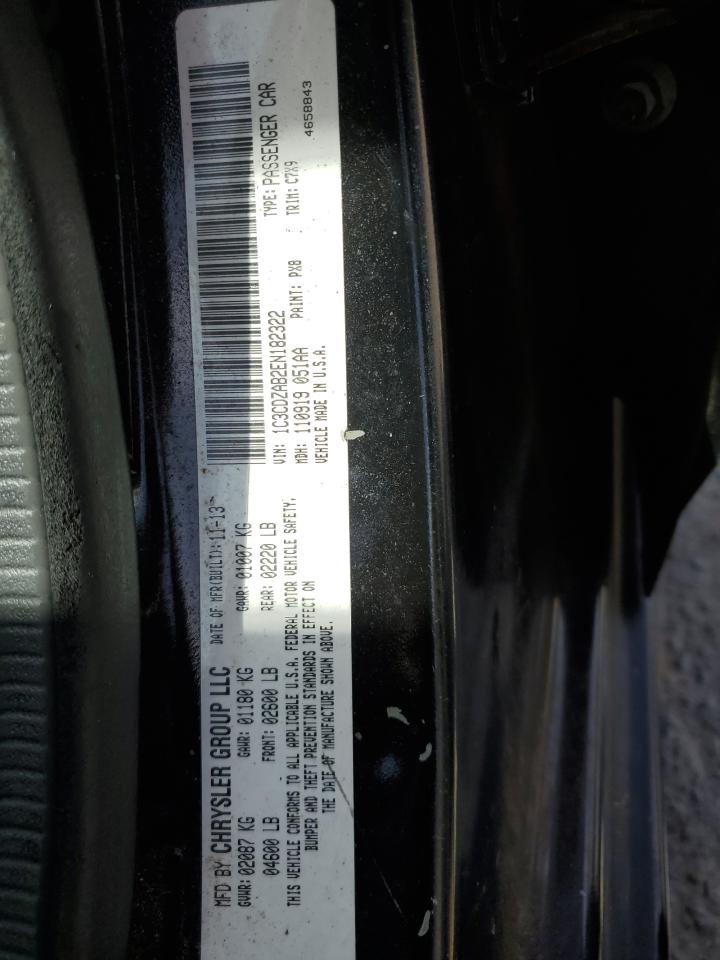 MFD BY CHRYSLER GROUP LLC DATE OF MFR(BUILT): 11-13
GVWR: 02087 KG GAWR: 01180 KG GAWR: 01007 KG
04600 LB FRONT: 02600 LB REAR: 02220 LB
THIS VEHICLE CONFORMS TO ALL APPLICABLE U.S.A. FEDERAL MOTOR VEHICLE SAFETY,
BUMPER AND THEFT PREVENTION STANDARDS IN EFFECT ON
THE DATE OF MANUFACTURE SHOWN ABOVE.
VIN: 1C3CDZAB2EN182322 TYPE: PASSENGER CAR
MDH: 110919 051AA PAINT: PX8 TRIM: C7X9
VEHICLE MADE IN U.S.A. 4658843